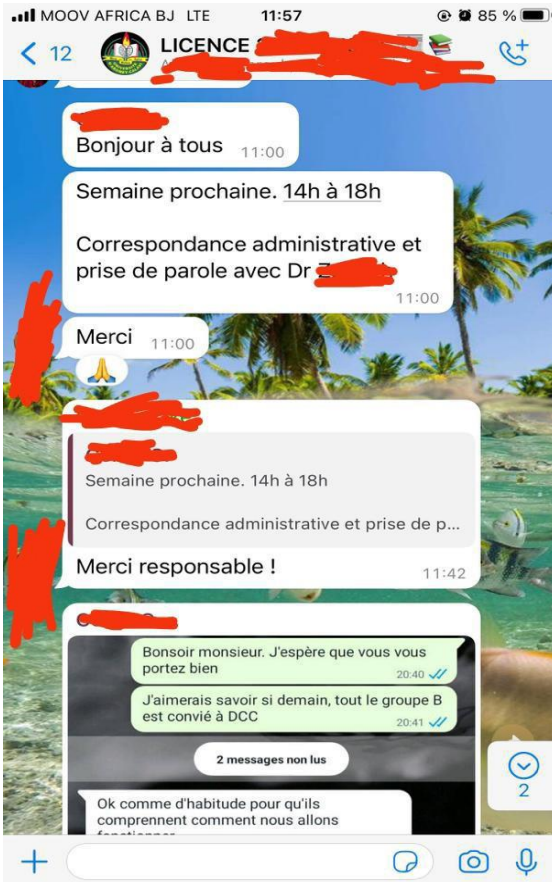 MOOV AFRICA BJ LTE 11:57 85 %
12 LICENCE
Bonjour à tous 11:00
Semaine prochaine. 14h à 18h
Correspondance administrative et
prise de parole avec Dr
11:00
Merci 11:00
Semaine prochaine. 14h à 18h
Correspondance administrative et prise de p...
Merci responsable !
11:42
Bonsoir monsieur. J'espère que vous vous
portez bien
20:40
J'aimerais savoir si demain, tout le groupe B
est convié à DCC
20:41
2 messages non lus
2
Ok comme d'habitude pour qu'ils
comprennent comment nous allons